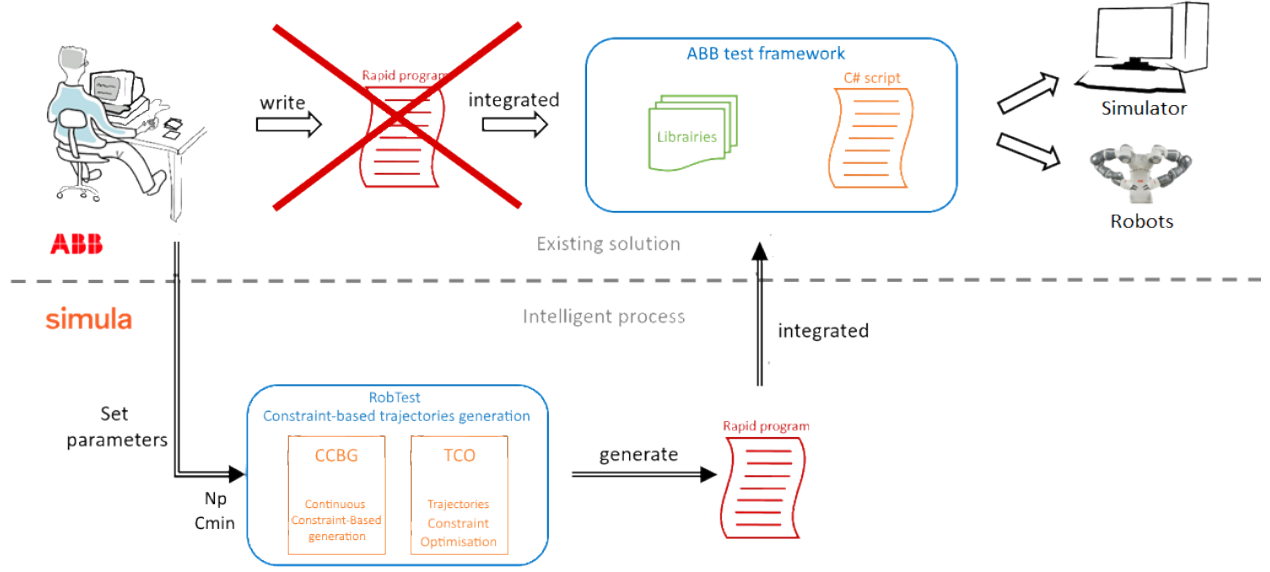 ABB test framework
Rapid program
C# script
write
integrated
Librairies
Simulator
Robots
ABB
Existing solution
simula
Intelligent process
integrated
RobTest
Constraint-based trajectories generation
Set
parameters
CCBG
TCO
generate
Rapid program
Np
Cmin
Continuous
Constraint-Based
generation
Trajectories
Constraint
Optimisation